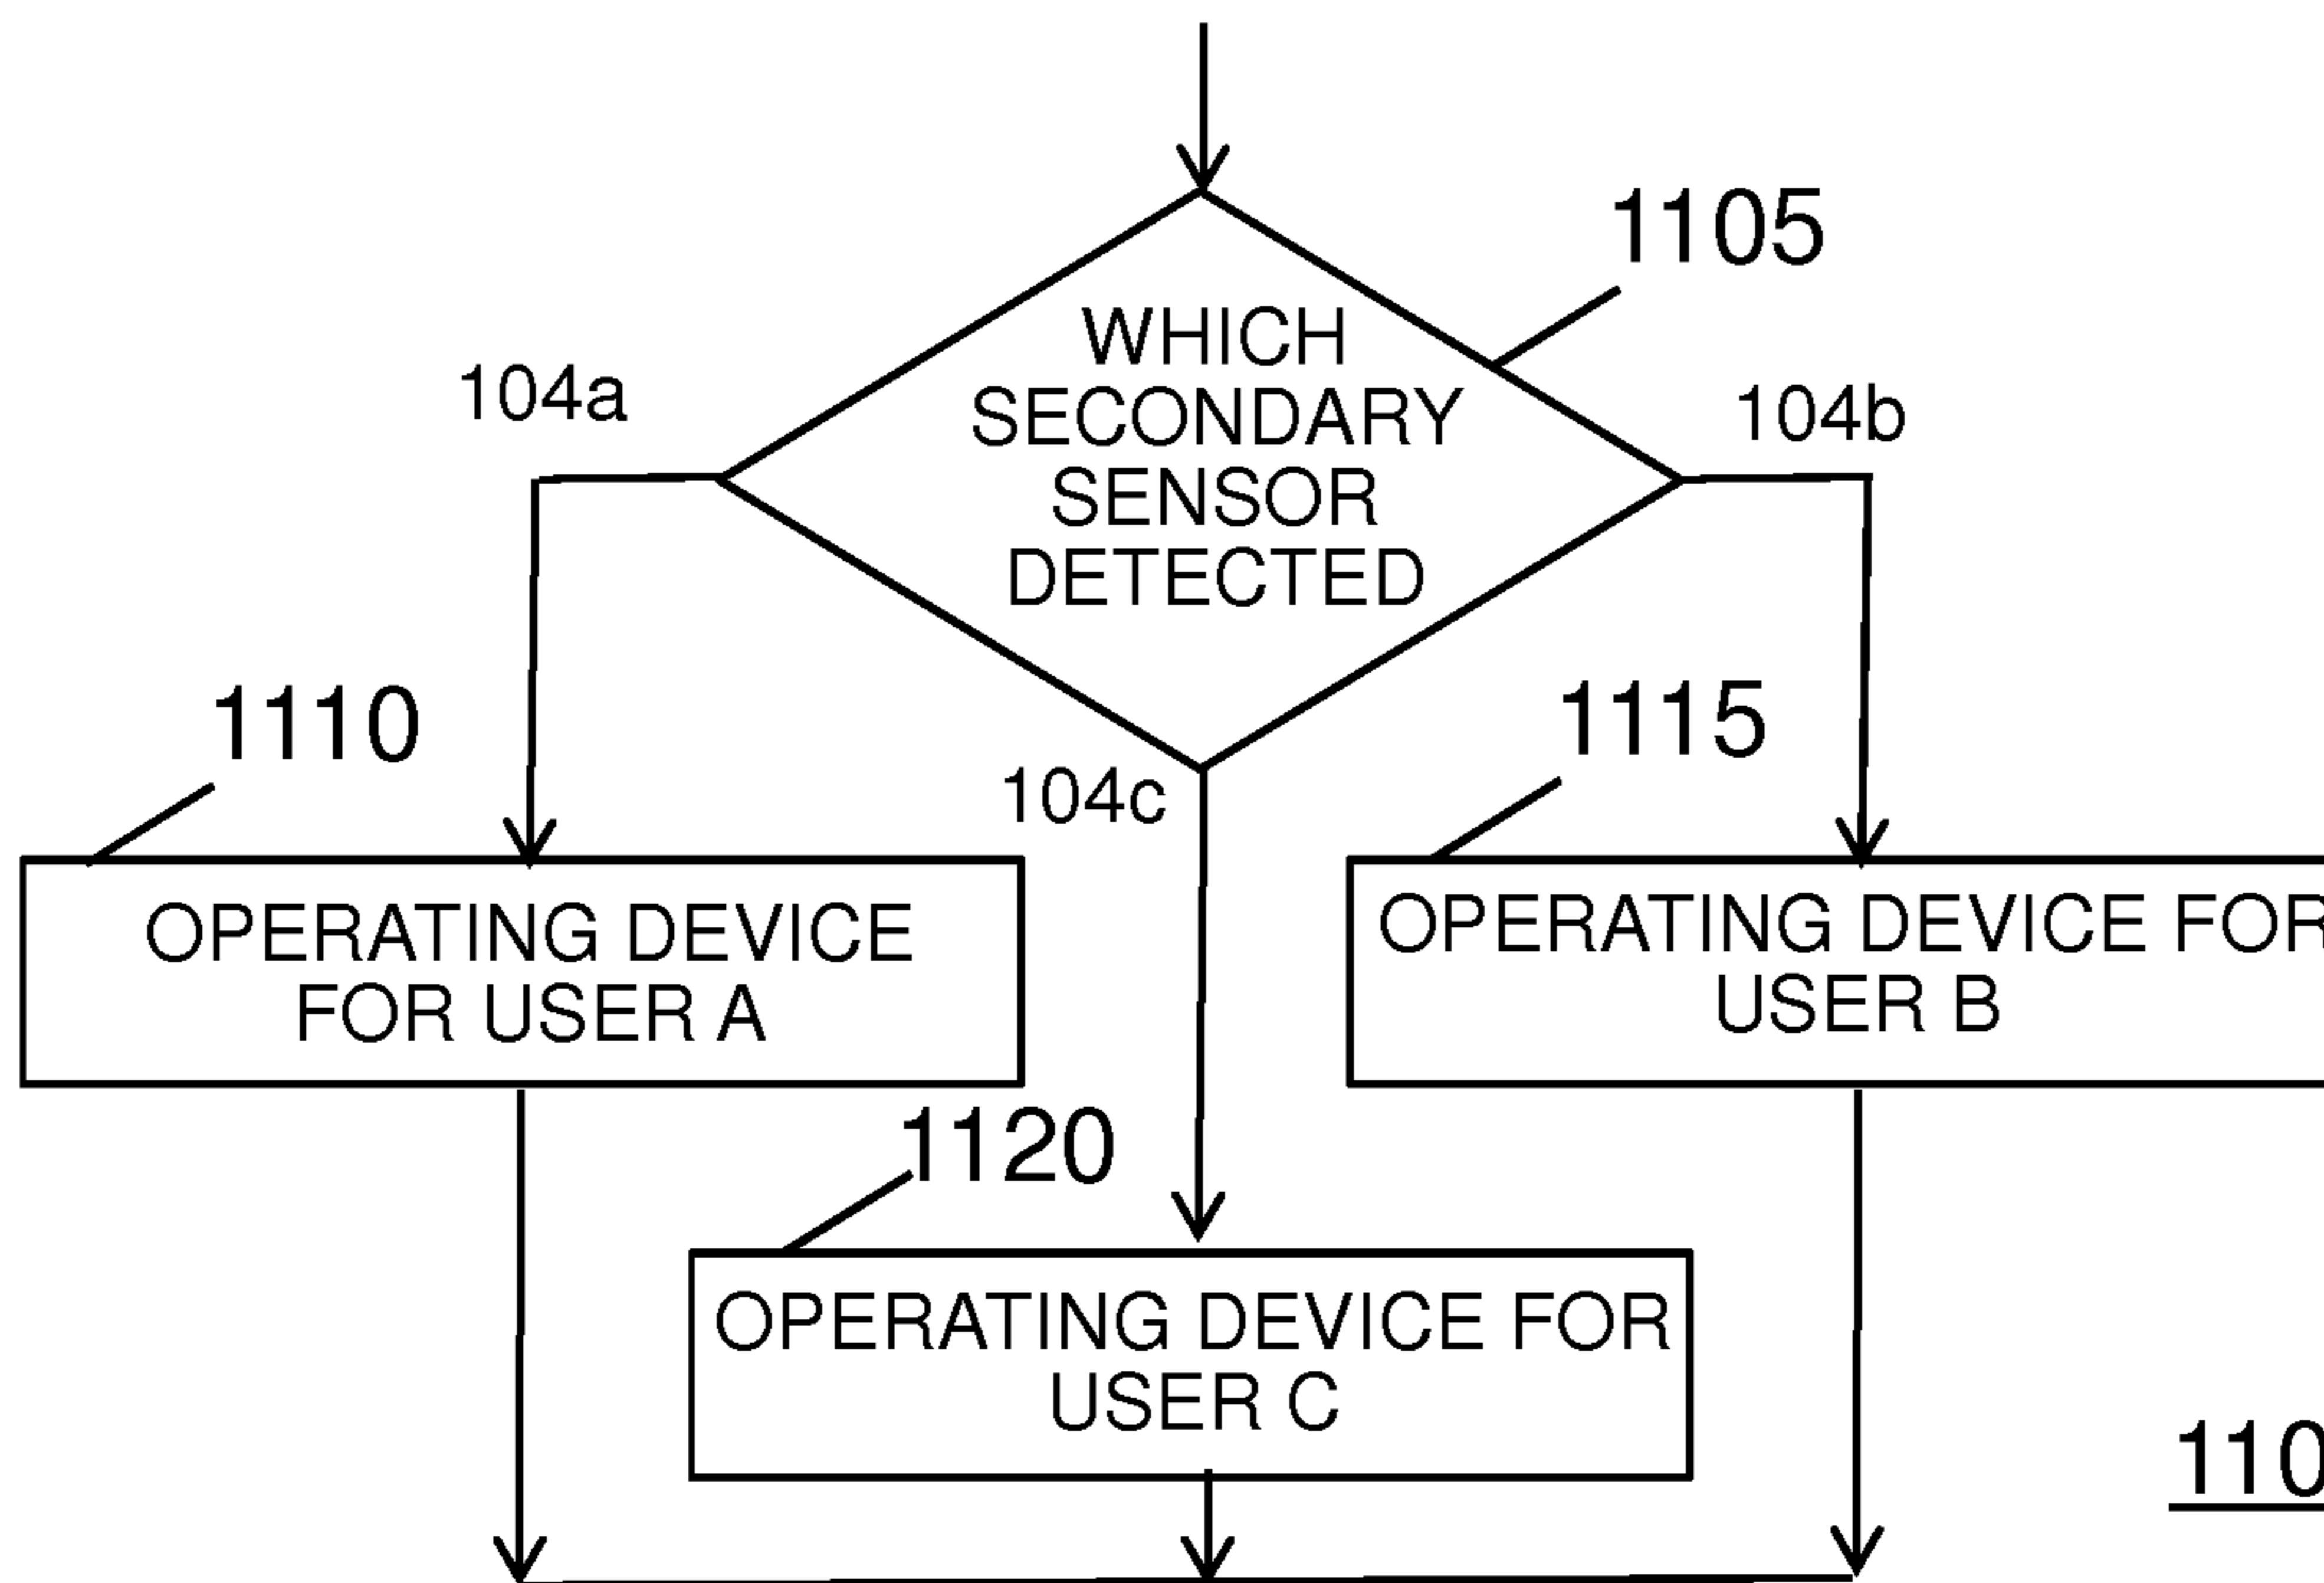 1105
WHICH
SECONDARY
SENSOR
DETECTED
104a
104b
104c
1110
1115
OPERATING DEVICE
FOR USER A
OPERATING DEVICE FOR
USER B
1120
OPERATING DEVICE FOR
USER C